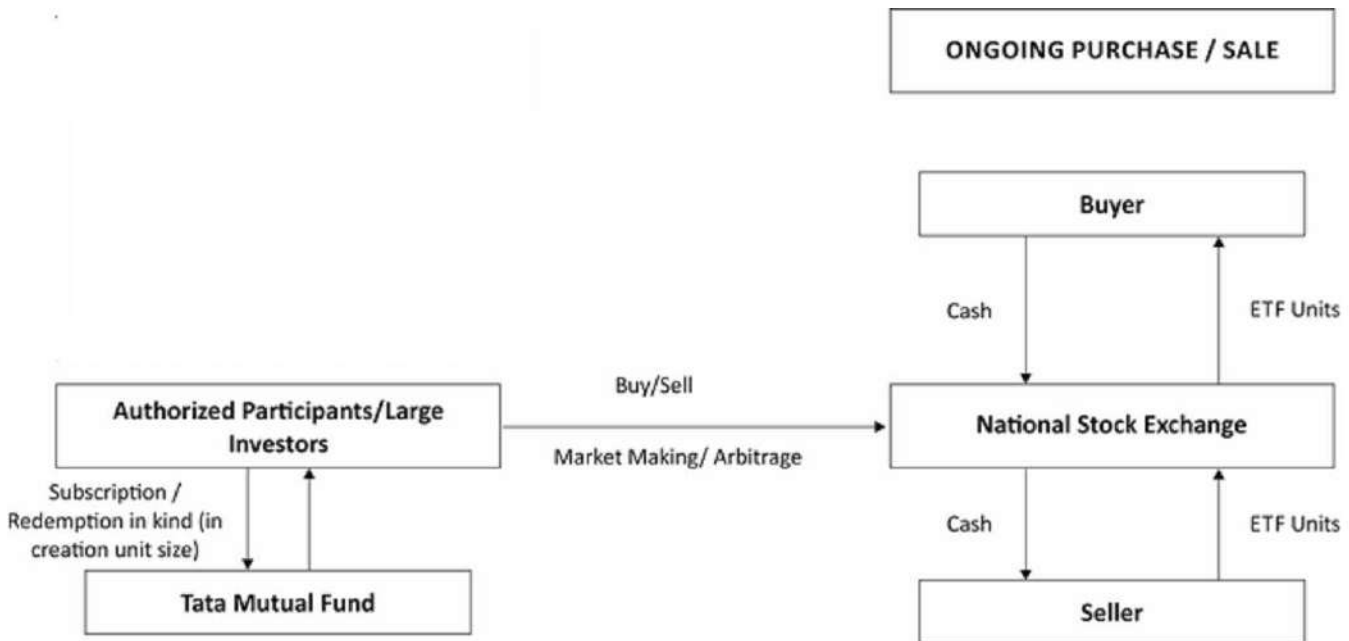 ONGOING PURCHASE / SALE
Buyer
Cash
ETF Units
Buy/Sell
Authorized Participants/Large
Investors
National Stock Exchange
Market Making/ Arbitrage
Subscription /
Redemption in kind (in
creation unit size)
Cash
ETF Units
Tata Mutual Fund
Seller